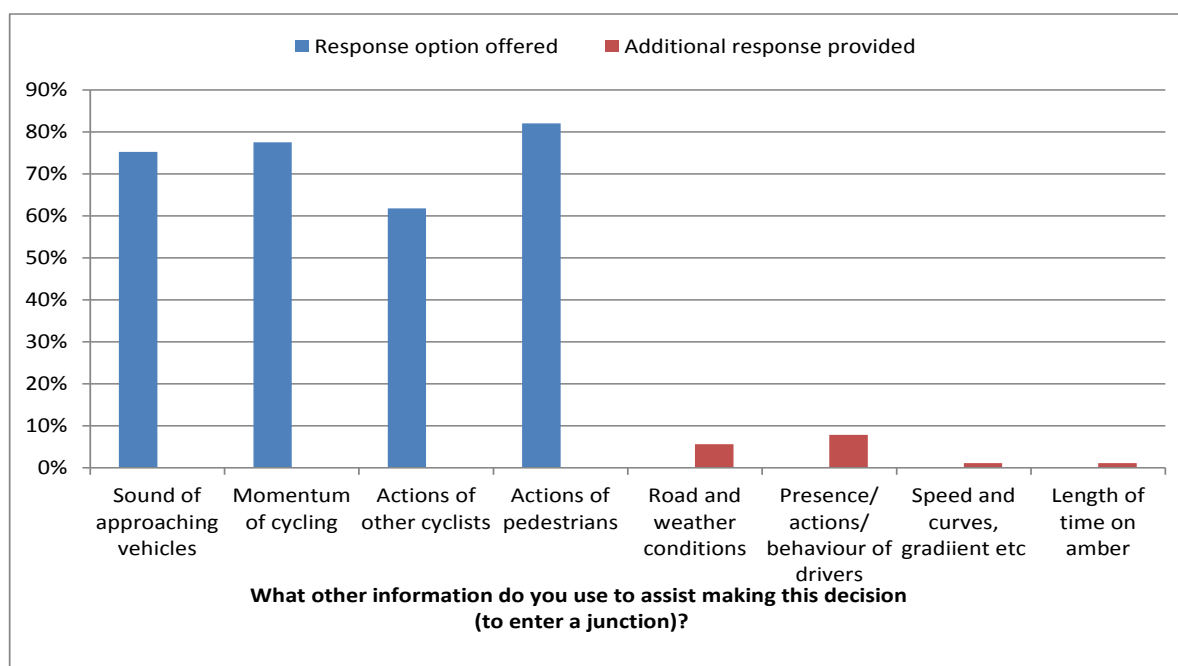 Response option offered
Additional response provided
90%
80%
70%
60%
50%
40%
30%
20%
10%
0%
Sound of
approaching
vehicles
Momentum
of cycling
Actions of
other cyclists
Actions of
pedestrians
Road and
weather
conditions
Presence/
actions/
behaviour of
drivers
Speed and
curves,
gradiient etc
Length of
time on
amber
What other information do you use to assist making this decision
(to enter a junction)?